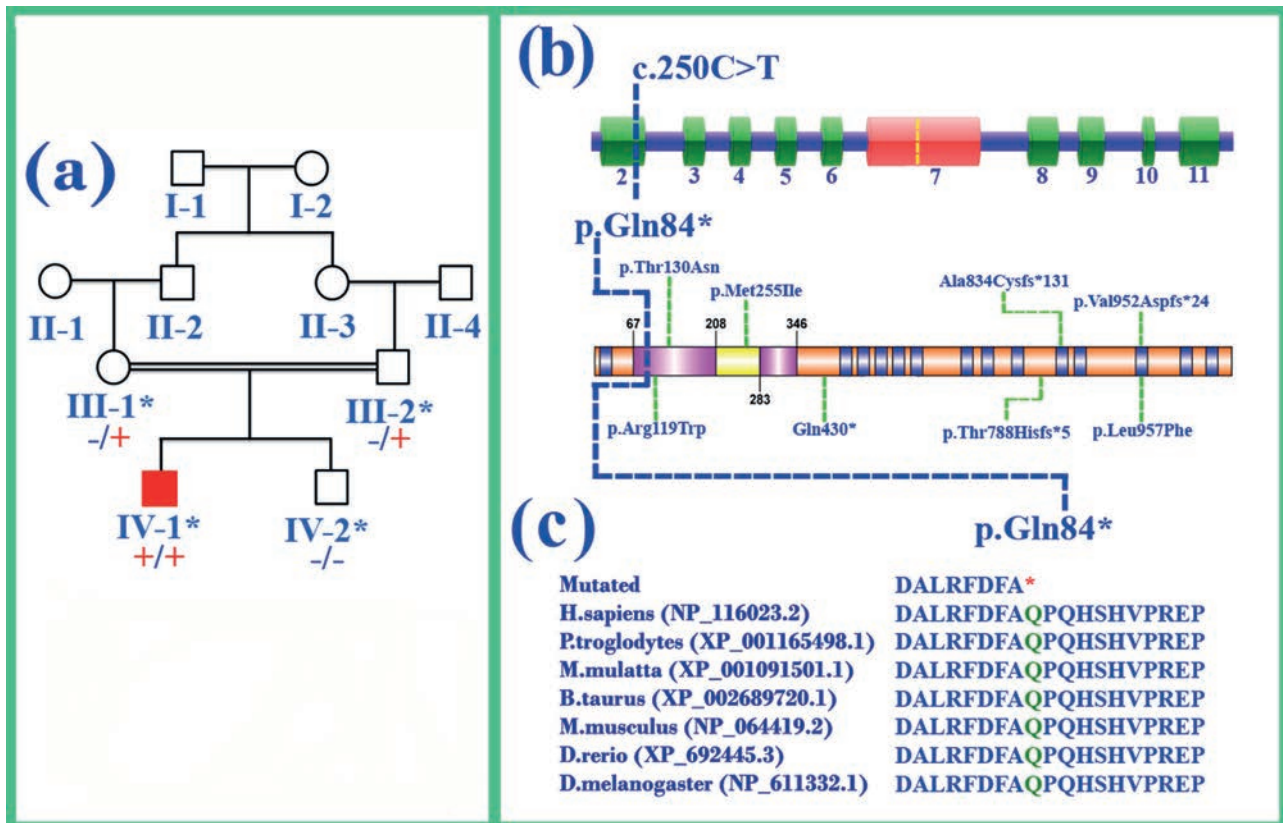 (a)
I-1 I-2
II-1 II-2 II-3 II-4
III-1* III-2*
-/+ -/+
IV-1* IV-2*
+/+ -/-
(b)
c.250C>T
2 3 4 5 6 7 8 9 10 11
p.Gln84*
p.Thr130Asn
p.Met255Ile
Ala834Cysfs*131
p.Val952Aspfs*24
67 208 346
283
p.Arg119Trp
Gln430*
p.Thr788Hisfs*5
p.Leu957Phe
p.Gln84*
(c)
Mutated DALRFDFA*
H.sapiens (NP_116023.2) DALRFDFAQPQHSHVPREP
P.troglodytes (XP_001165498.1) DALRFDFAQPQHSHVPREP
M.mulatta (XP_001091501.1) DALRFDFAQPQHSHVPREP
B.taurus (XP_002689720.1) DALRFDFAQPQHSHVPREP
M.musculus (NP_064419.2) DALRFDFAQPQHSHVPREP
D.rerio (XP_692445.3) DALRFDFAQPQHSHVPREP
D.melanogaster (NP_611332.1) DALRFDFAQPQHSHVPREP